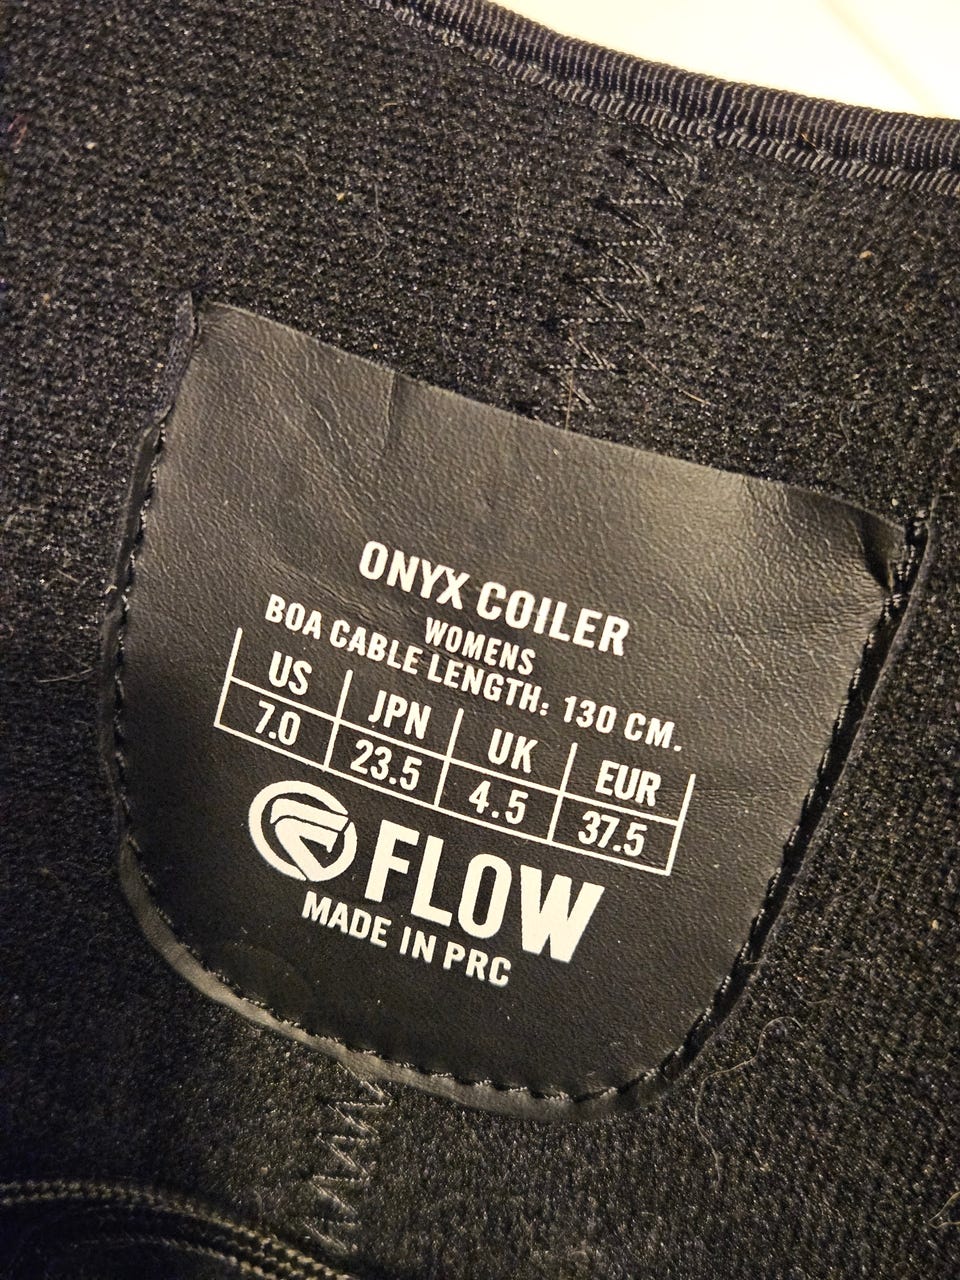 ONYX COILER
WOMENS
BOA CABLE LENGTH: 130 CM.
US JPN UK EUR
7.0 23.5 4.5 37.5
FLOW
MADE IN PRC